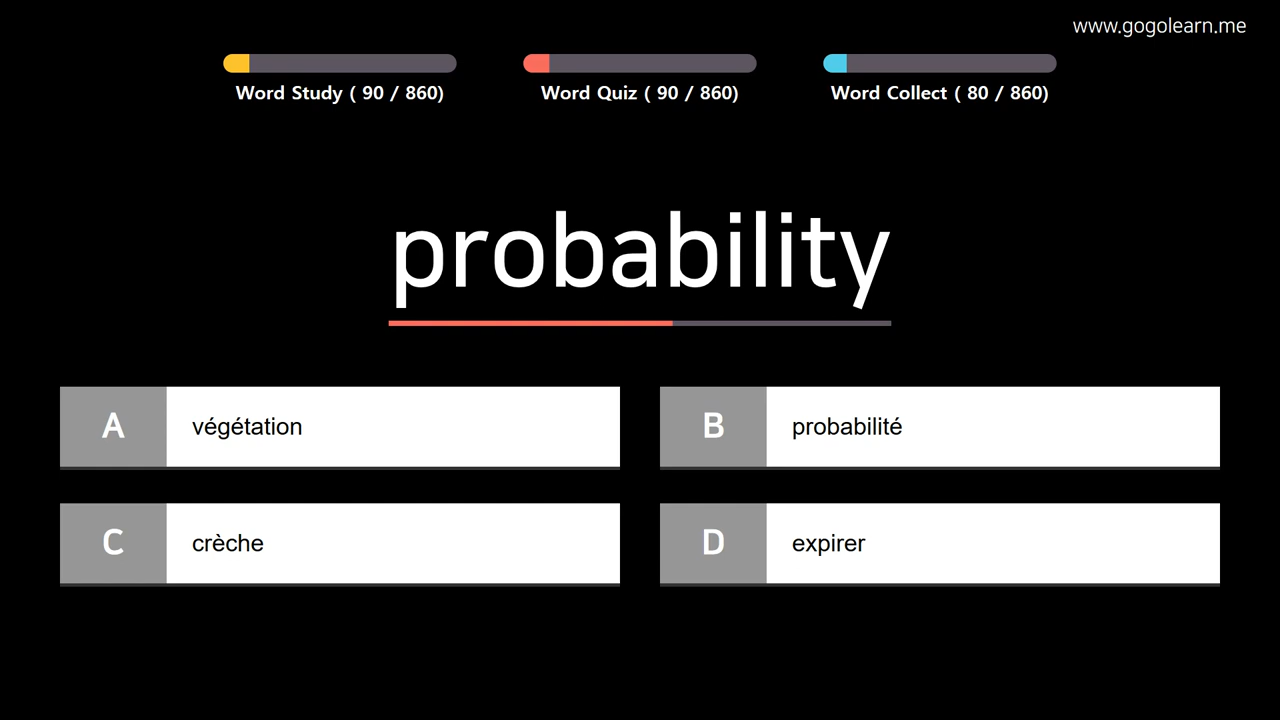 www.gogolearn.me
Word Study ( 90 / 860)
Word Quiz ( 90 / 860)
Word Collect ( 80 / 860)
probability
A végétation
B probabilité
C crèche
D expirer